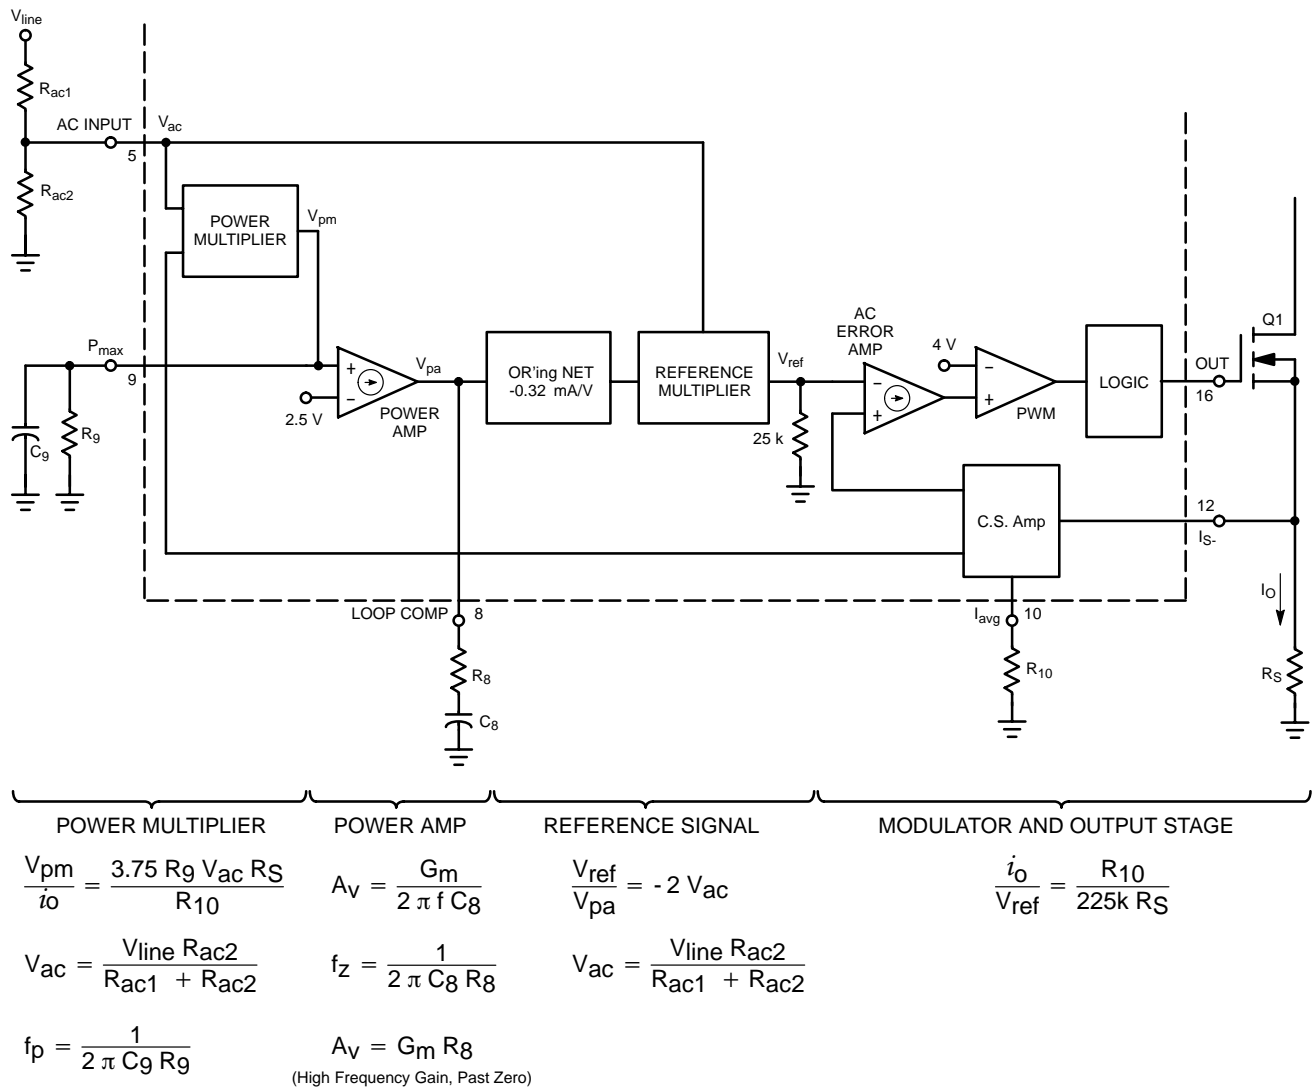 Vline
Rac1
AC INPUT
5
Vac
Rac2
POWER
MULTIPLIER
Vpm
Pmax
9
R9
C9
+
-
2.5 V
Vpa
POWER
AMP
OR'ing NET
-0.32 mA/V
REFERENCE
MULTIPLIER
Vref
25 k
AC
ERROR
AMP
-
+
4 V
-
+
PWM
LOGIC
OUT
16
Q1
C.S. Amp
12
IS-
LOOP COMP
8
R8
C8
Iavg
10
R10
IO
RS
POWER MULTIPLIER
POWER AMP
REFERENCE SIGNAL
MODULATOR AND OUTPUT STAGE
Vpm / io = 3.75 R9 Vac RS / R10
Av = Gm / 2 π f C8
Vref / Vpa = - 2 Vac
io / Vref = R10 / 225k RS
Vac = Vline Rac2 / Rac1 + Rac2
fz = 1 / 2 π C8 R8
Vac = Vline Rac2 / Rac1 + Rac2
fp = 1 / 2 π C9 R9
Av = Gm R8
(High Frequency Gain, Past Zero)